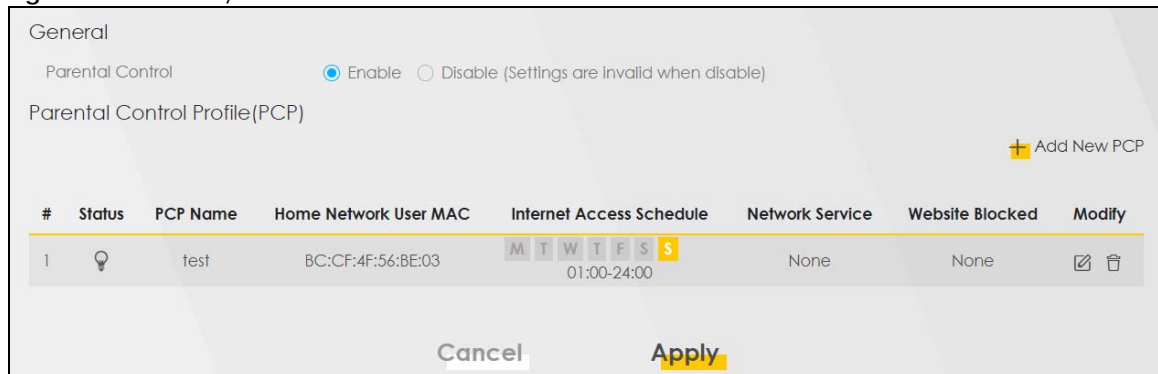 General
Parental Control Enable Disable (Settings are invalid when disable)
Parental Control Profile(PCP)
+ Add New PCP
# Status PCP Name Home Network User MAC Internet Access Schedule Network Service Website Blocked Modify
M T W T F S S
1 test BC:CF:4F:56:BE:03 None None
01:00-24:00
Cancel Apply